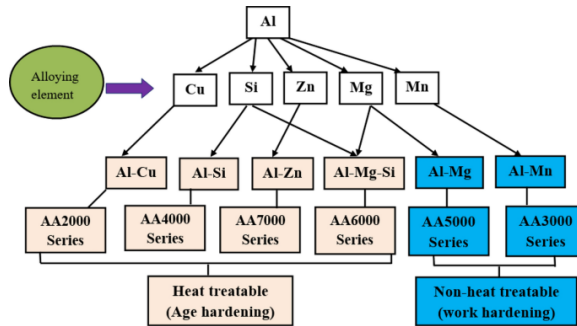 Al
Alloying
element
Cu
Si
Zn
Mg
Mn
Al-Cu
Al-Si
Al-Zn
Al-Mg-Si
Al-Mg
Al-Mn
AA2000
Series
AA4000
Series
AA7000
Series
AA6000
Series
AA5000
Series
AA3000
Series
Heat treatable
(Age hardening)
Non-heat treatable
(work hardening)